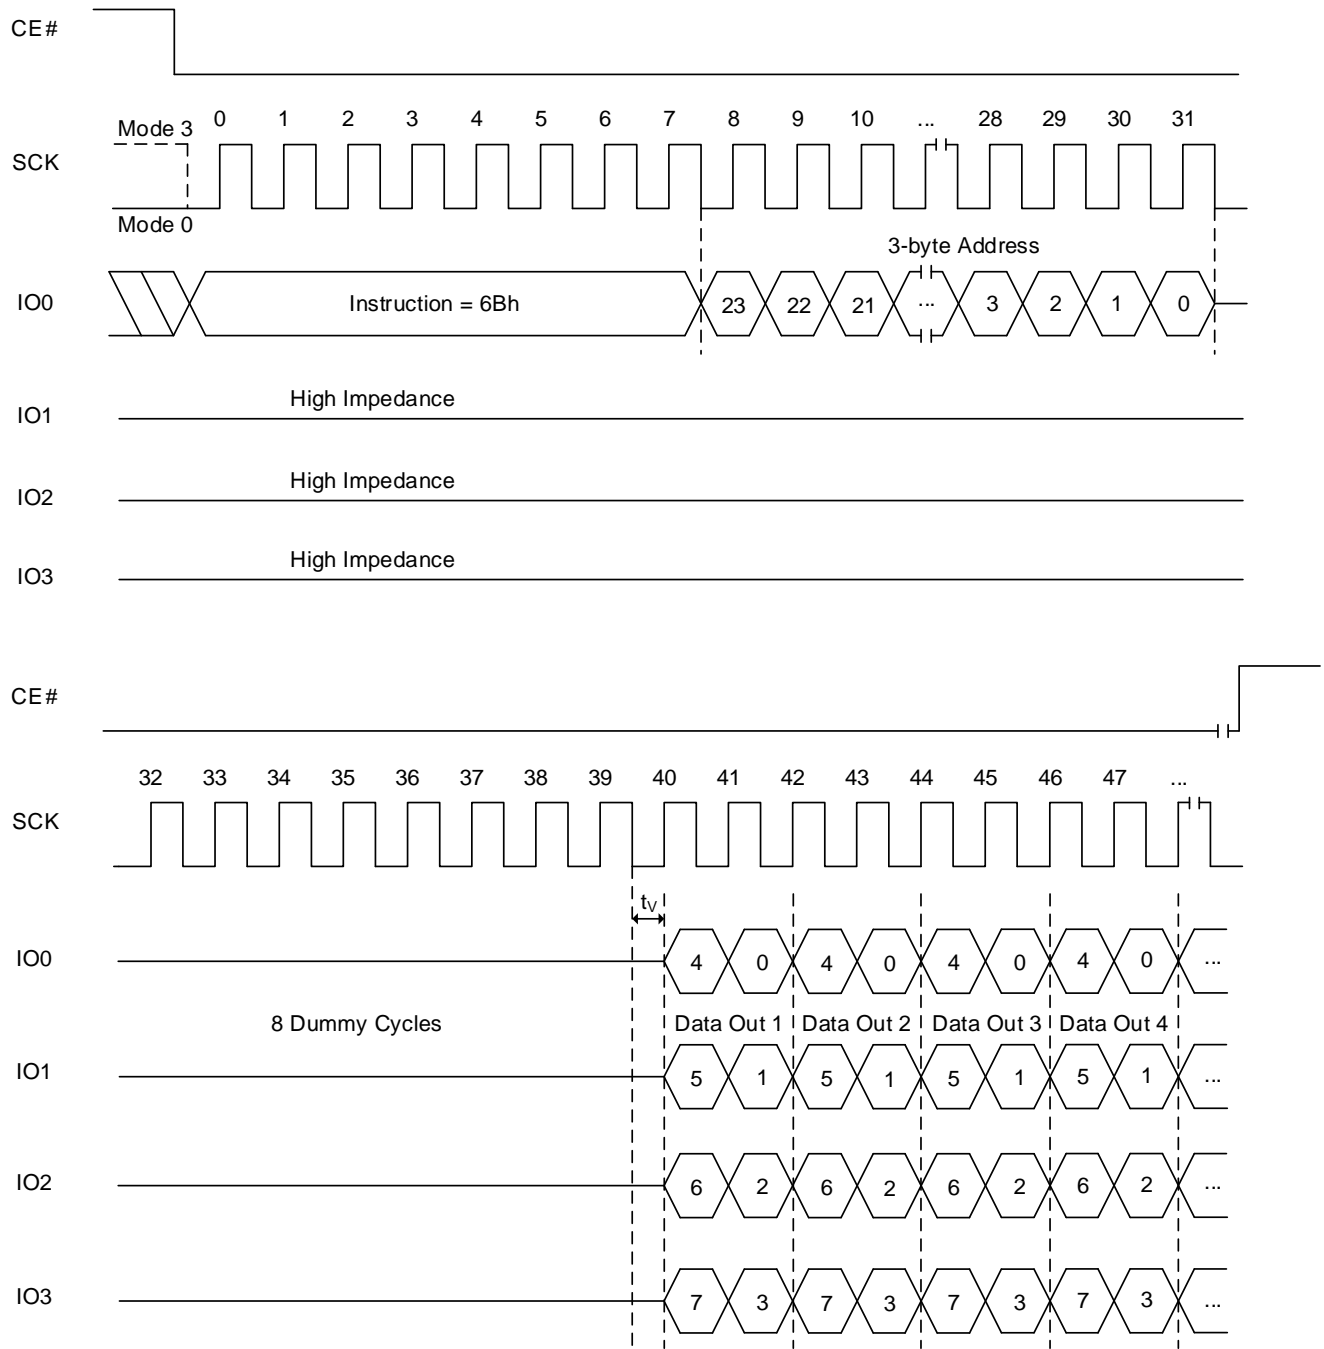 CE#
Mode 3 0 1 2 3 4 5 6 7 8 9 10 ... 28 29 30 31
SCK
Mode 0
3-byte Address
IO0 Instruction = 6Bh 23 22 21 ... 3 2 1 0
High Impedance
IO1
High Impedance
IO2
High Impedance
IO3
CE#
32 33 34 35 36 37 38 39 40 41 42 43 44 45 46 47 ...
SCK
tV
IO0 4 0 4 0 4 0 4 0 ...
8 Dummy Cycles Data Out 1 Data Out 2 Data Out 3 Data Out 4
IO1 5 1 5 1 5 1 5 1 ...
IO2 6 2 6 2 6 2 6 2 ...
IO3 7 3 7 3 7 3 7 3 ...